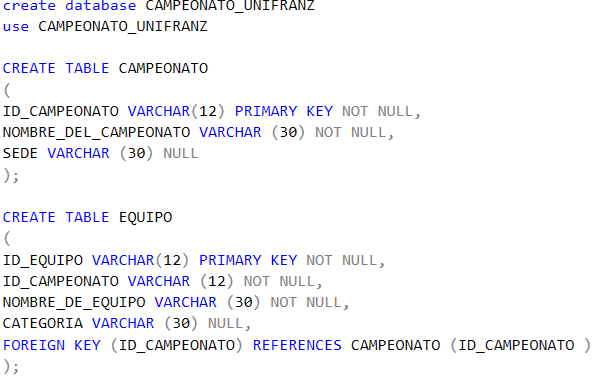 create database CAMPEONATO_UNIFRANZ
use CAMPEONATO_UNIFRANZ
CREATE TABLE CAMPEONATO
(
ID_CAMPEONATO VARCHAR(12) PRIMARY KEY NOT NULL,
NOMBRE_DEL_CAMPEONATO VARCHAR (30) NOT NULL,
SEDE VARCHAR (30) NULL
);
CREATE TABLE EQUIPO
(
ID_EQUIPO VARCHAR(12) PRIMARY KEY NOT NULL,
ID_CAMPEONATO VARCHAR (12) NOT NULL,
NOMBRE_DE_EQUIPO VARCHAR (30) NOT NULL,
CATEGORIA VARCHAR (30) NULL,
FOREIGN KEY (ID_CAMPEONATO) REFERENCES CAMPEONATO (ID_CAMPEONATO )
);